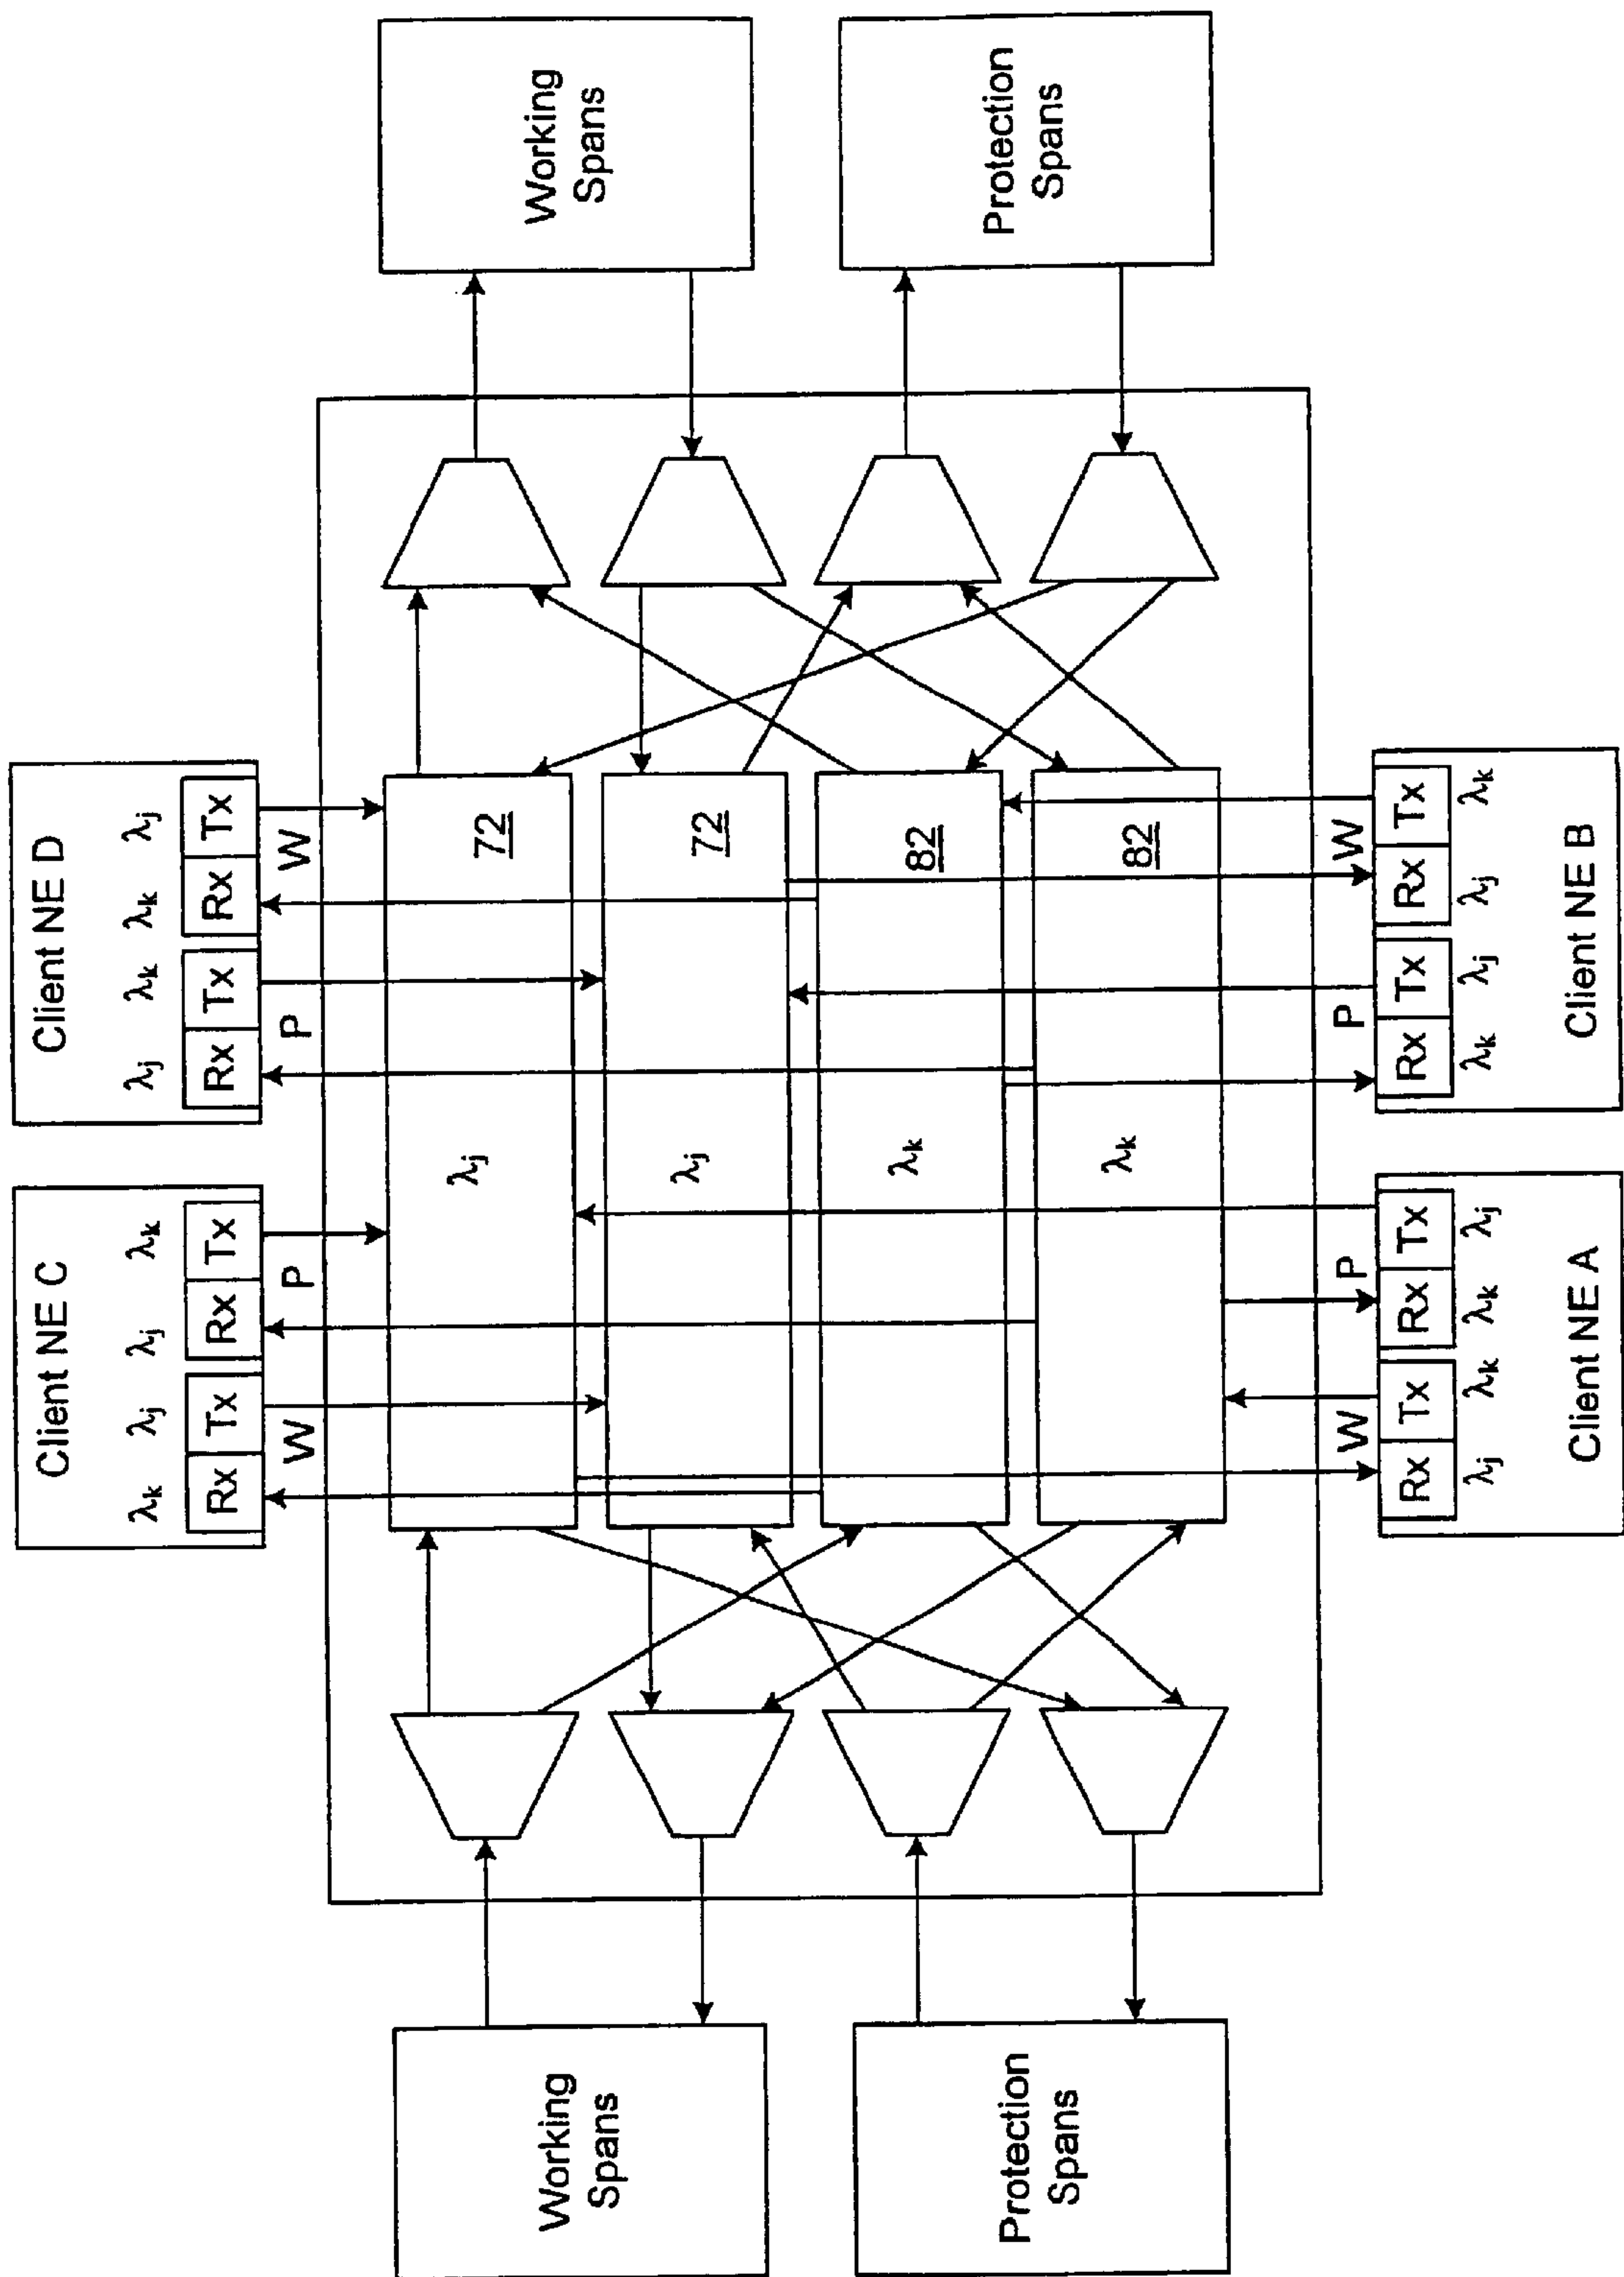 Client NE C
λk λj λj λk
Rx Tx Rx Tx
W P
Client NE D
λj λk λk λj
Rx Tx Rx Tx
P W
Working
Spans
Protection
Spans
λj 72
λj 72
λk 82
λk 82
Working
Spans
Protection
Spans
W P
Rx Tx Rx Tx
λj λk λk λj
Client NE A
P W
Rx Tx Rx Tx
λk λj λj λk
Client NE B